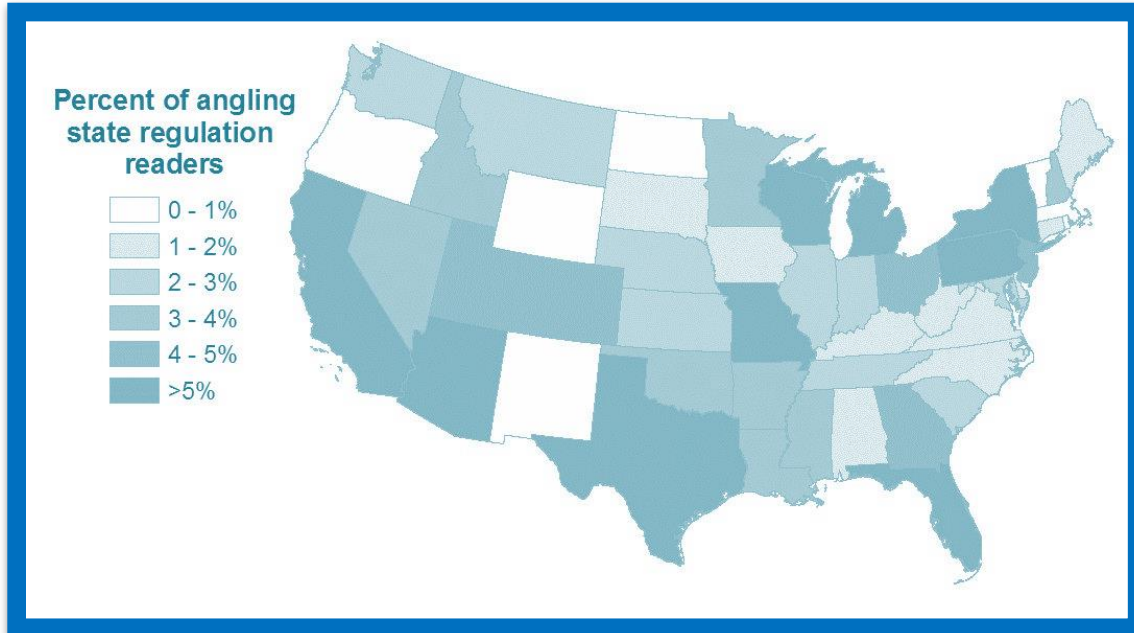 Percent of angling
state regulation
readers
0 - 1%
1 - 2%
2 - 3%
3 - 4%
4 - 5%
>5%